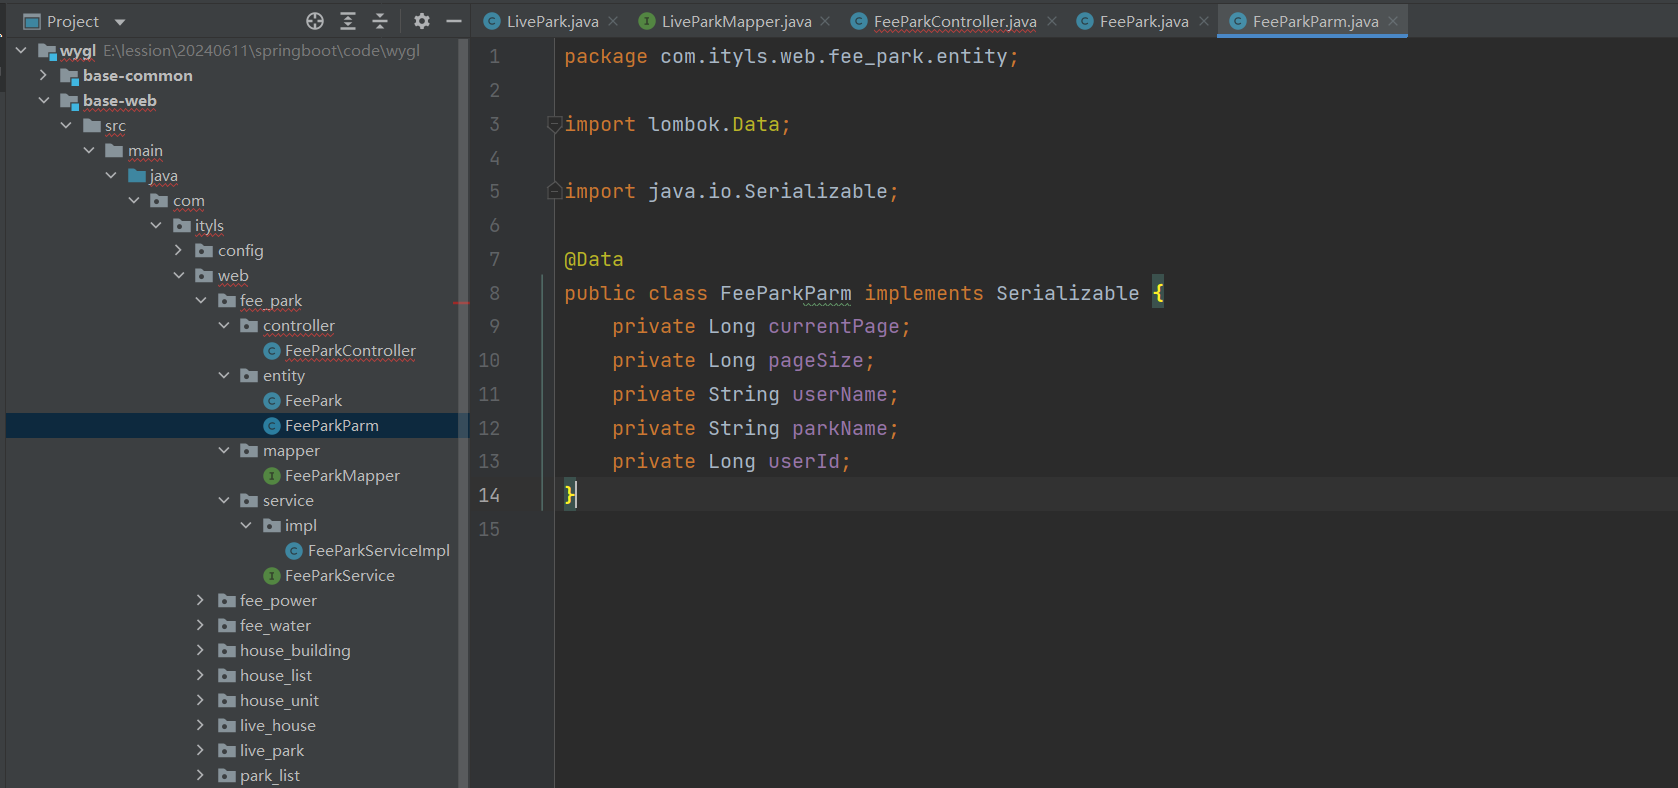 Project
LivePark.java
LiveParkMapper.java
FeeParkController.java
FeePark.java
FeeParkParm.java
wygl E:\lession\20240611\springboot\code\wygl
base-common
base-web
src
main
java
com
ityls
config
web
fee_park
controller
FeeParkController
entity
FeePark
FeeParkParm
mapper
FeeParkMapper
service
impl
FeeParkServiceImpl
FeeParkService
fee_power
fee_water
house_building
house_list
house_unit
live_house
live_park
park_list
1 package com.ityls.web.fee_park.entity;
2
3 import lombok.Data;
4
5 import java.io.Serializable;
6
7 @Data
8 public class FeeParkParm implements Serializable {
9 private Long currentPage;
10 private Long pageSize;
11 private String userName;
12 private String parkName;
13 private Long userId;
14 }
15